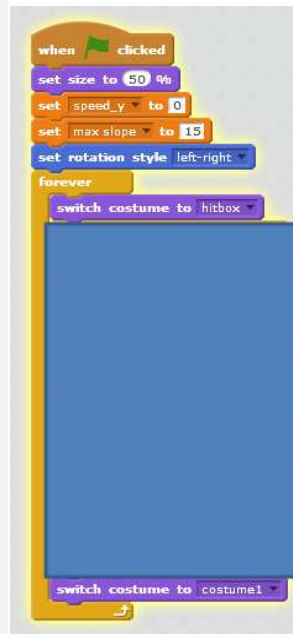 when clicked
set size to 50 %
set speed_y to 0
set max slope to 15
set rotation style left-right
forever
switch costume to hitbox
switch costume to costume1